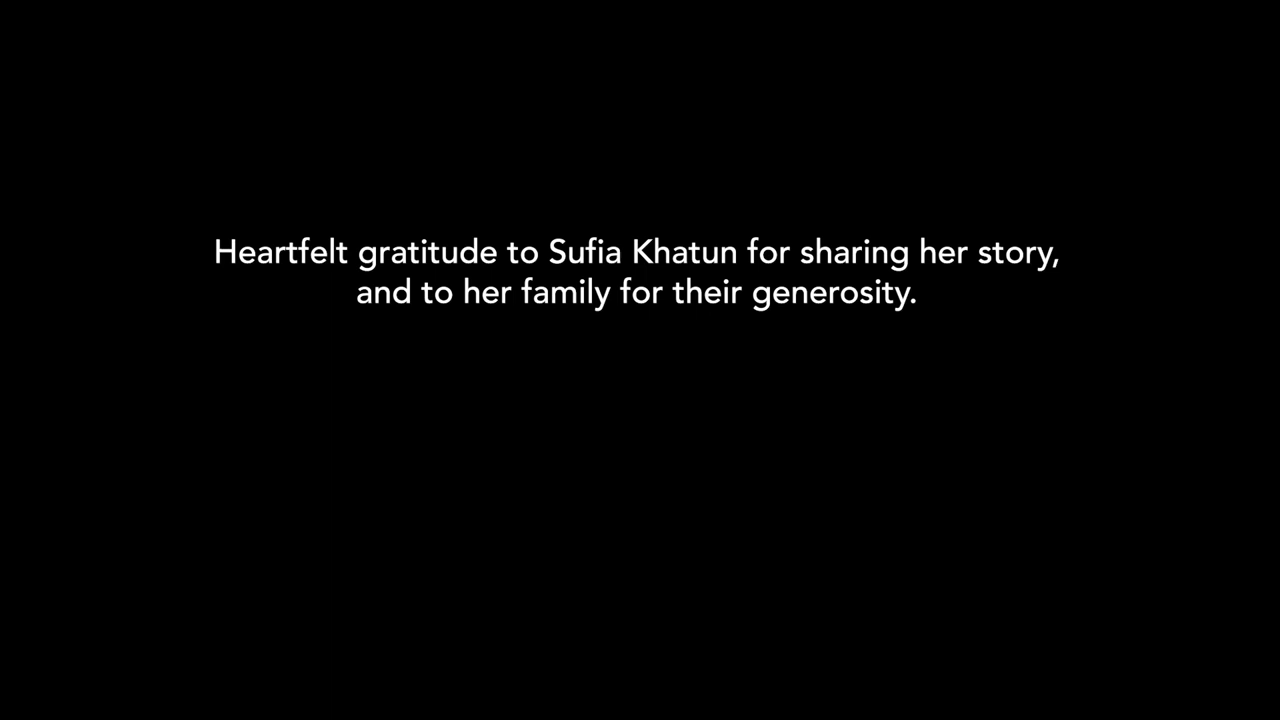 Heartfelt gratitude to Sufia Khatun for sharing her story,
and to her family for their generosity.